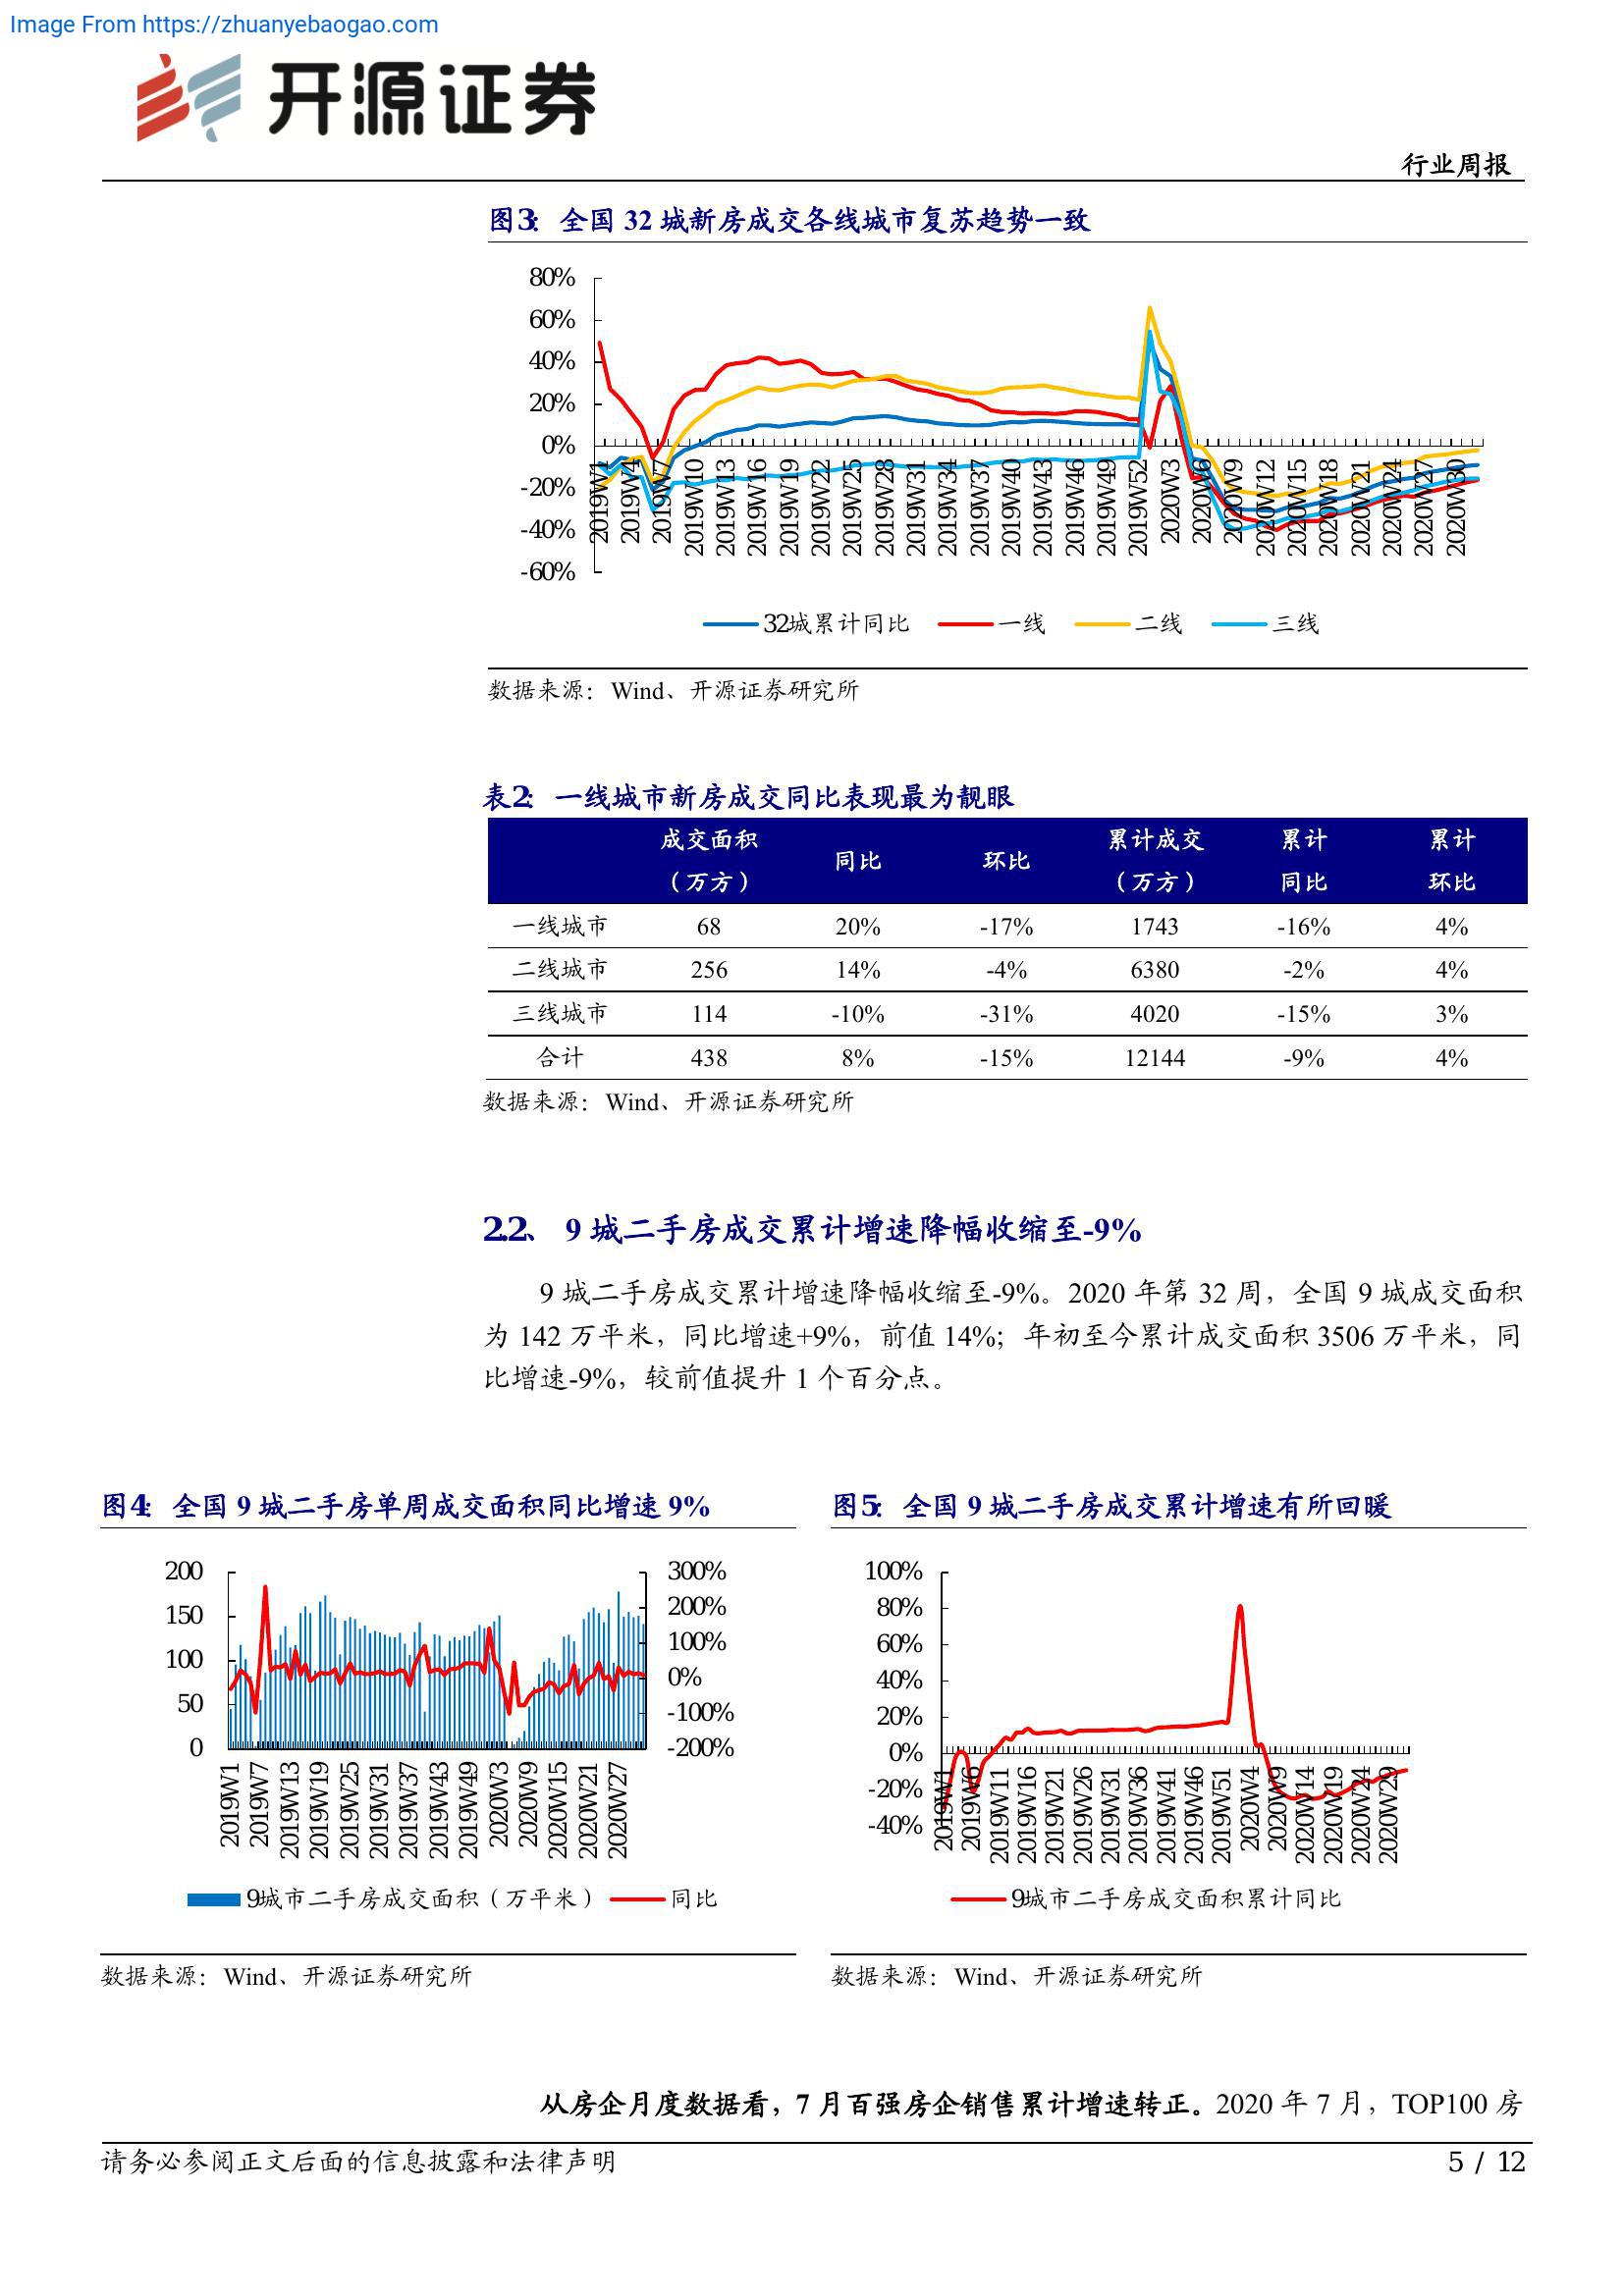 Image From https://zhuanyebaogao.com
开源证券
行业周报
图3： 全国 32 城新房成交各线城市复苏趋势一致
80%
60%
40%
20%
0%
-20%
-40%
-60%
2019W1 2019W4 2019W7 2019W10 2019W13 2019W16 2019W19 2019W22 2019W25 2019W28 2019W31 2019W34 2019W37 2019W40 2019W43 2019W46 2019W49 2019W52 2020W3 2020W6 2020W9 2020W12 2020W15 2020W18 2020W21 2020W24 2020W27 2020W30
32城累计同比 一线 二线 三线
数据来源：Wind、开源证券研究所
表2： 一线城市新房成交同比表现最为靓眼
成交面积（万方） 同比 环比 累计成交（万方） 累计同比 累计环比
一线城市 68 20% -17% 1743 -16% 4%
二线城市 256 14% -4% 6380 -2% 4%
三线城市 114 -10% -31% 4020 -15% 3%
合计 438 8% -15% 12144 -9% 4%
数据来源：Wind、开源证券研究所
2.2、 9 城二手房成交累计增速降幅收缩至-9%
9 城二手房成交累计增速降幅收缩至-9%。2020 年第 32 周，全国 9 城成交面积
为 142 万平米，同比增速+9%，前值 14%；年初至今累计成交面积 3506 万平米，同
比增速-9%，较前值提升 1 个百分点。
图4： 全国 9 城二手房单周成交面积同比增速 9%
200
150
100
50
0
300%
200%
100%
0%
-100%
-200%
2019W1 2019W7 2019W13 2019W19 2019W25 2019W31 2019W37 2019W43 2019W49 2020W3 2020W9 2020W15 2020W21 2020W27
9城市二手房成交面积（万平米） 同比
数据来源：Wind、开源证券研究所
图5： 全国 9 城二手房成交累计增速有所回暖
100%
80%
60%
40%
20%
0%
-20%
-40%
2019W1 2019W6 2019W11 2019W16 2019W21 2019W26 2019W31 2019W36 2019W41 2019W46 2019W51 2020W4 2020W9 2020W14 2020W19 2020W24 2020W29
9城市二手房成交面积累计同比
数据来源：Wind、开源证券研究所
从房企月度数据看，7 月百强房企销售累计增速转正。2020 年 7 月，TOP100 房
请务必参阅正文后面的信息披露和法律声明
5 / 12